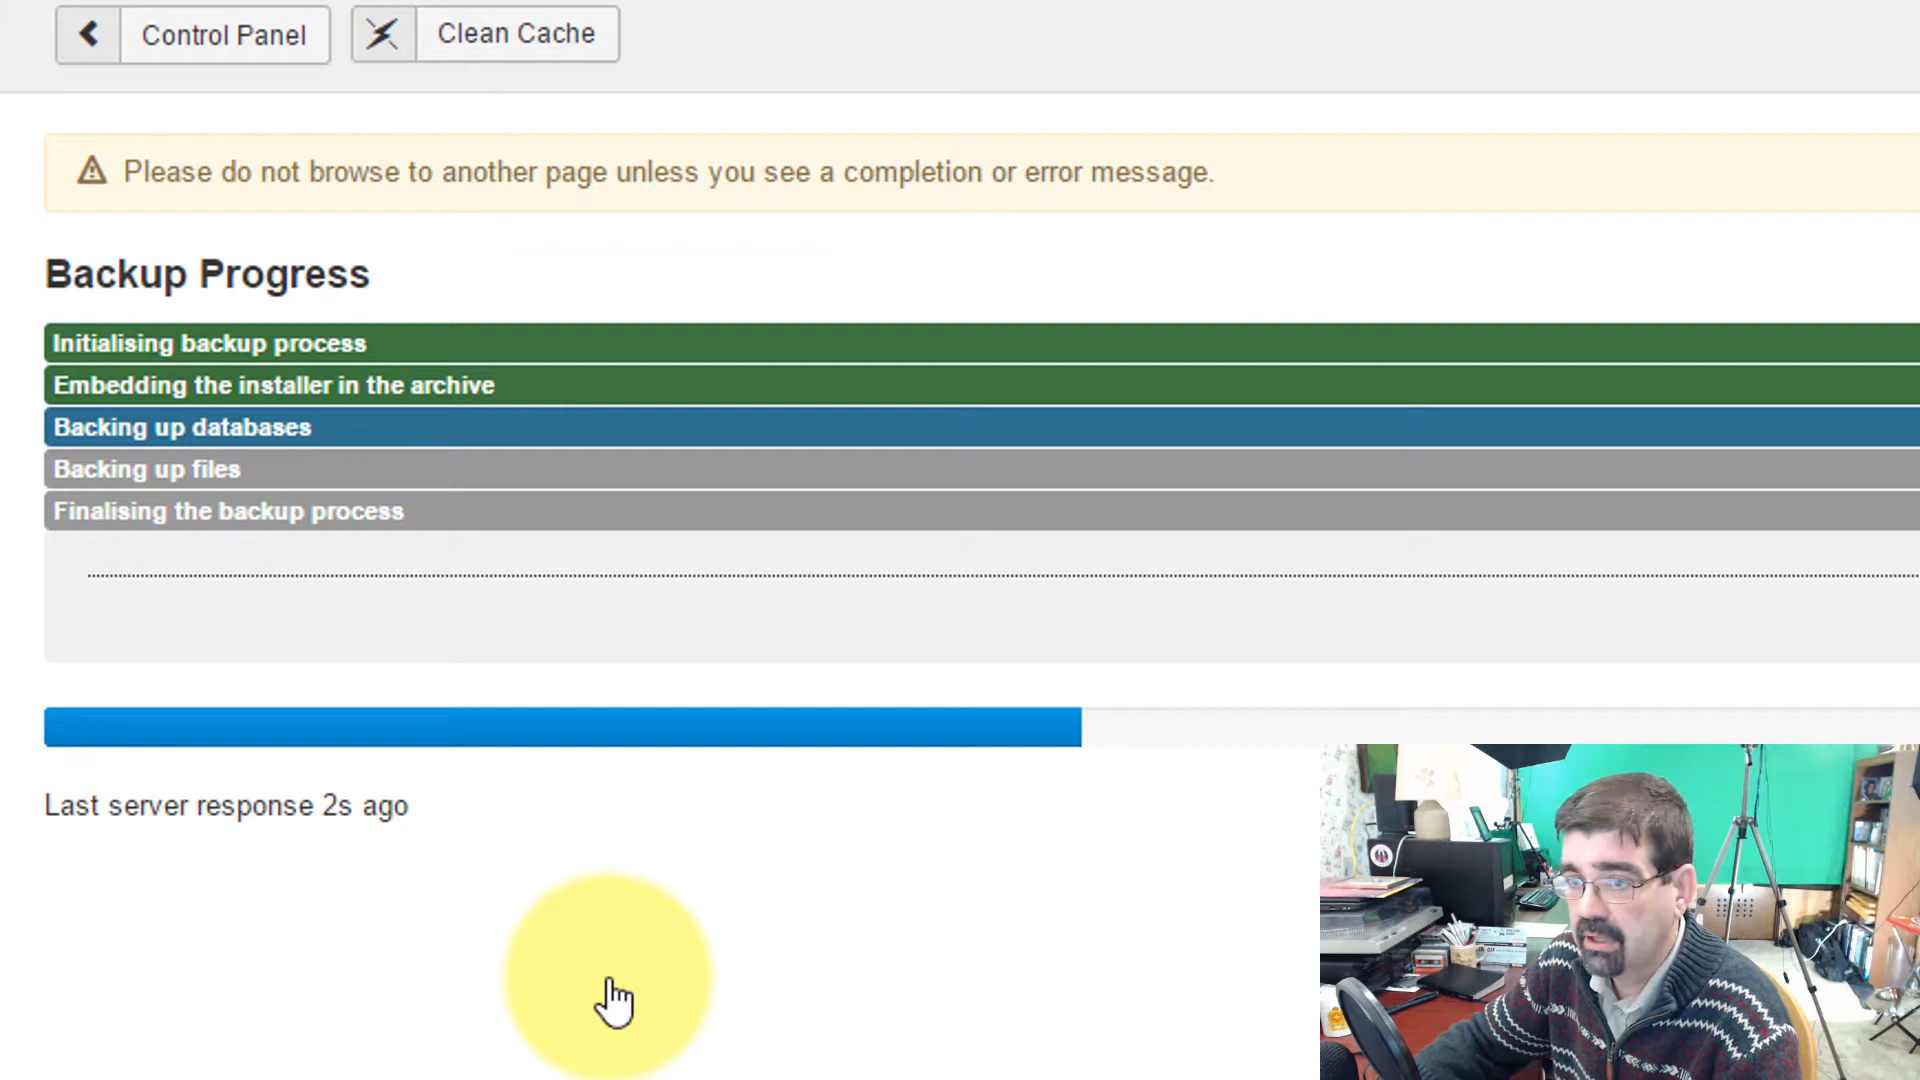 Control Panel
Clean Cache
Please do not browse to another page unless you see a completion or error message.
Backup Progress
Initialising backup process
Embedding the installer in the archive
Backing up databases
Backing up files
Finalising the backup process
Last server response 2s ago